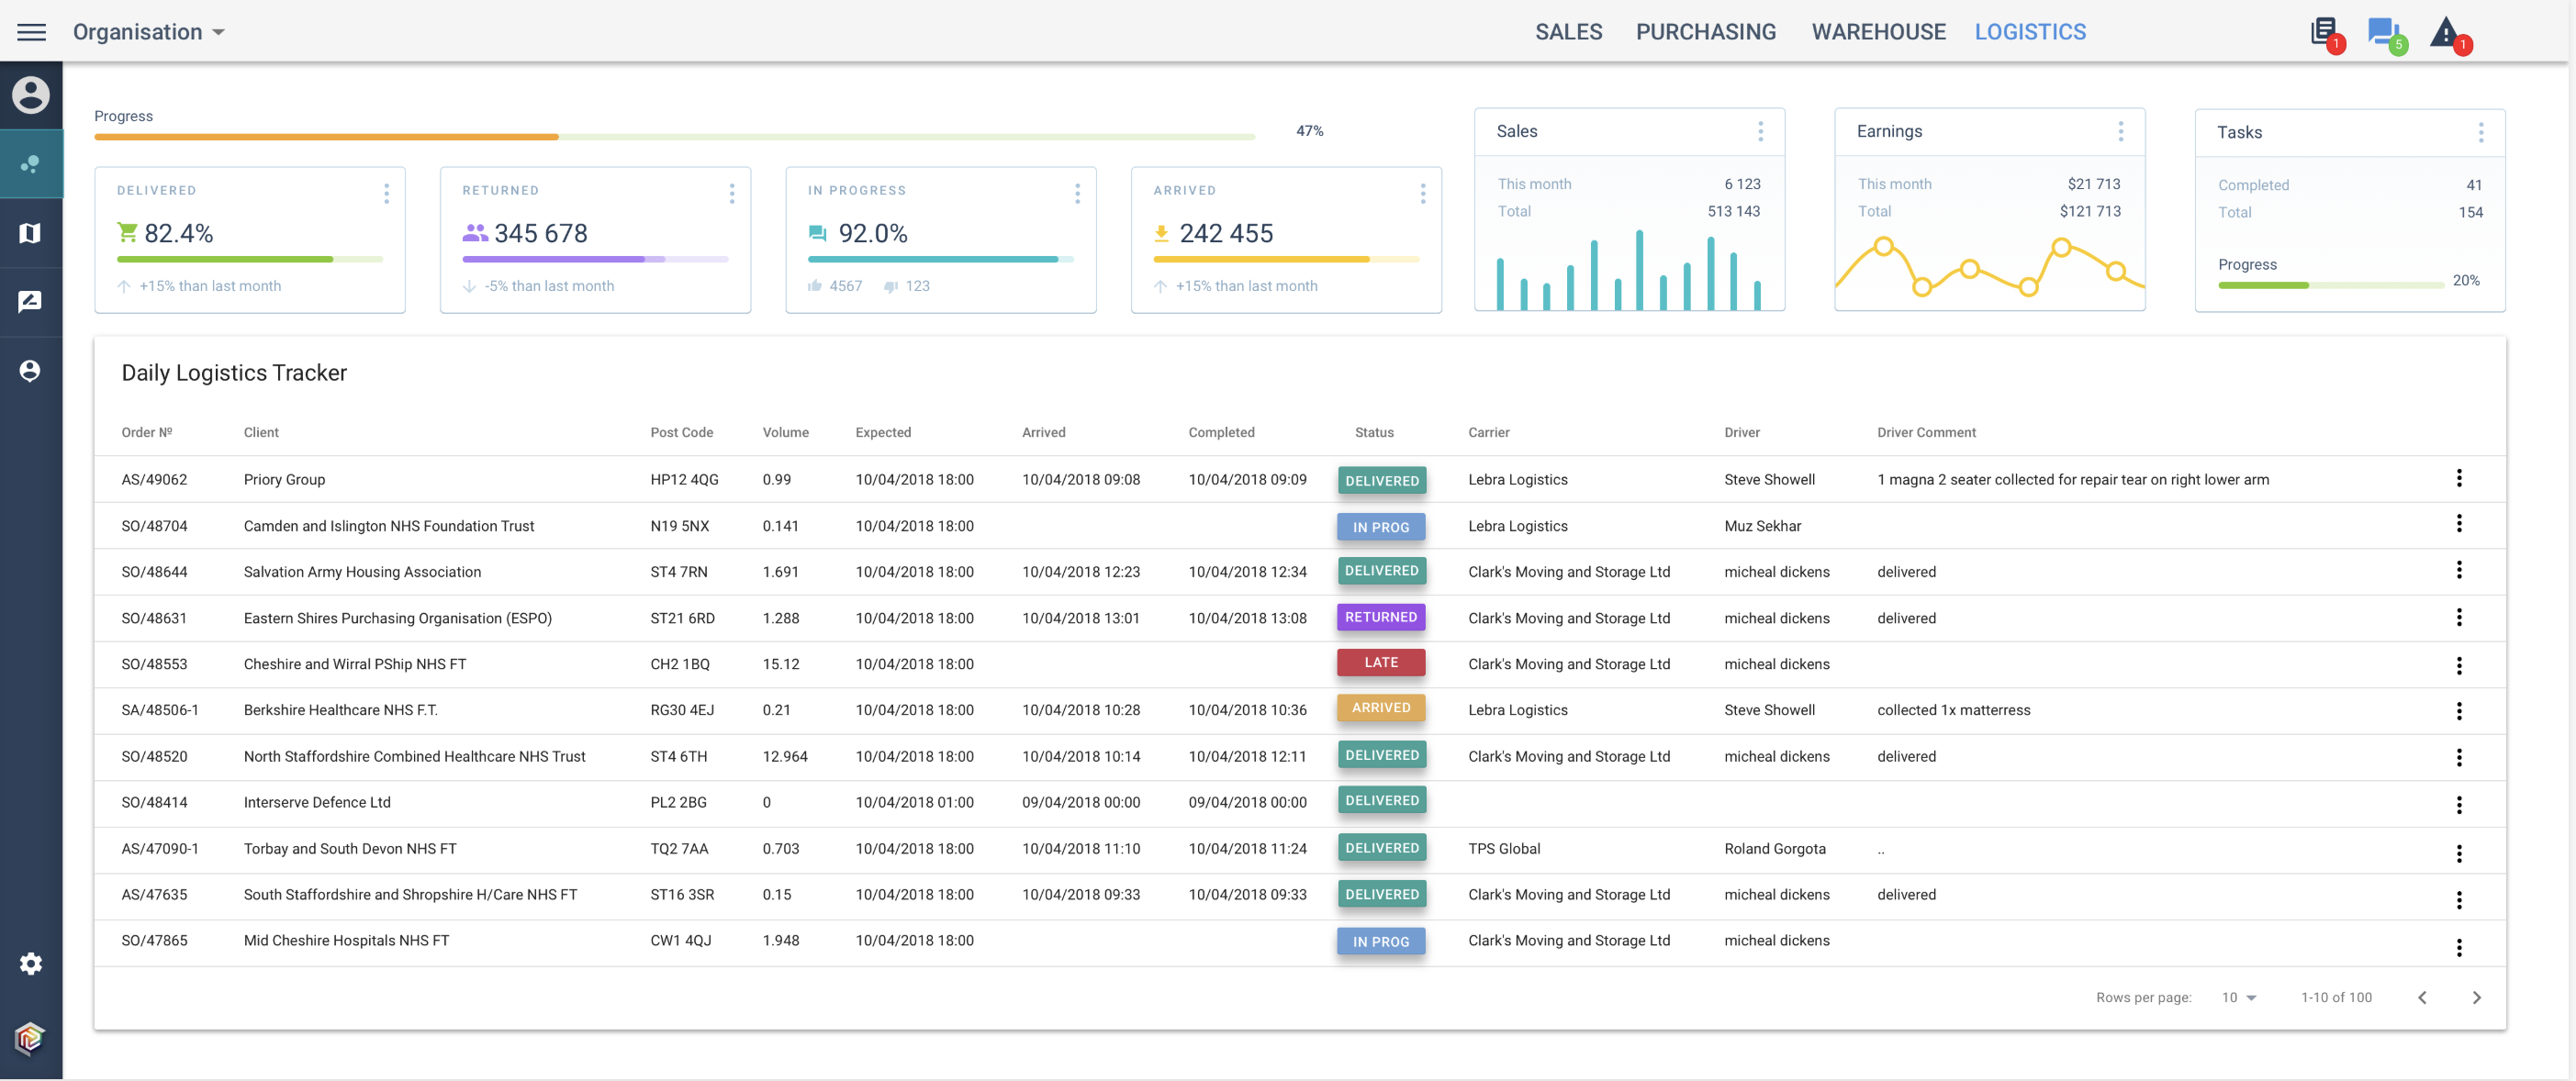 Organisation
SALES PURCHASING WAREHOUSE LOGISTICS
1 5 1
Progress
47%
DELIVERED
82.4%
+15% than last month
RETURNED
345 678
-5% than last month
IN PROGRESS
92.0%
4567 123
ARRIVED
242 455
+15% than last month
Sales
This month 6 123
Total 513 143
Earnings
This month $21 713
Total $121 713
Tasks
Completed 41
Total 154
Progress
20%
Daily Logistics Tracker
Order Nº Client Post Code Volume Expected Arrived Completed Status Carrier Driver Driver Comment
AS/49062 Priory Group HP12 4QG 0.99 10/04/2018 18:00 10/04/2018 09:08 10/04/2018 09:09 DELIVERED Lebra Logistics Steve Showell 1 magna 2 seater collected for repair tear on right lower arm
SO/48704 Camden and Islington NHS Foundation Trust N19 5NX 0.141 10/04/2018 18:00 IN PROG Lebra Logistics Muz Sekhar
SO/48644 Salvation Army Housing Association ST4 7RN 1.691 10/04/2018 18:00 10/04/2018 12:23 10/04/2018 12:34 DELIVERED Clark's Moving and Storage Ltd micheal dickens delivered
SO/48631 Eastern Shires Purchasing Organisation (ESPO) ST21 6RD 1.288 10/04/2018 18:00 10/04/2018 13:01 10/04/2018 13:08 RETURNED Clark's Moving and Storage Ltd micheal dickens delivered
SO/48553 Cheshire and Wirral PShip NHS FT CH2 1BQ 15.12 10/04/2018 18:00 LATE Clark's Moving and Storage Ltd micheal dickens
SA/48506-1 Berkshire Healthcare NHS F.T. RG30 4EJ 0.21 10/04/2018 18:00 10/04/2018 10:28 10/04/2018 10:36 ARRIVED Lebra Logistics Steve Showell collected 1x matterress
SO/48520 North Staffordshire Combined Healthcare NHS Trust ST4 6TH 12.964 10/04/2018 18:00 10/04/2018 10:14 10/04/2018 12:11 DELIVERED Clark's Moving and Storage Ltd micheal dickens delivered
SO/48414 Interserve Defence Ltd PL2 2BG 0 10/04/2018 01:00 09/04/2018 00:00 09/04/2018 00:00 DELIVERED
AS/47090-1 Torbay and South Devon NHS FT TQ2 7AA 0.703 10/04/2018 18:00 10/04/2018 11:10 10/04/2018 11:24 DELIVERED TPS Global Roland Gorgota ..
AS/47635 South Staffordshire and Shropshire H/Care NHS FT ST16 3SR 0.15 10/04/2018 18:00 10/04/2018 09:33 10/04/2018 09:33 DELIVERED Clark's Moving and Storage Ltd micheal dickens delivered
SO/47865 Mid Cheshire Hospitals NHS FT CW1 4QJ 1.948 10/04/2018 18:00 IN PROG Clark's Moving and Storage Ltd micheal dickens
Rows per page: 10 1-10 of 100